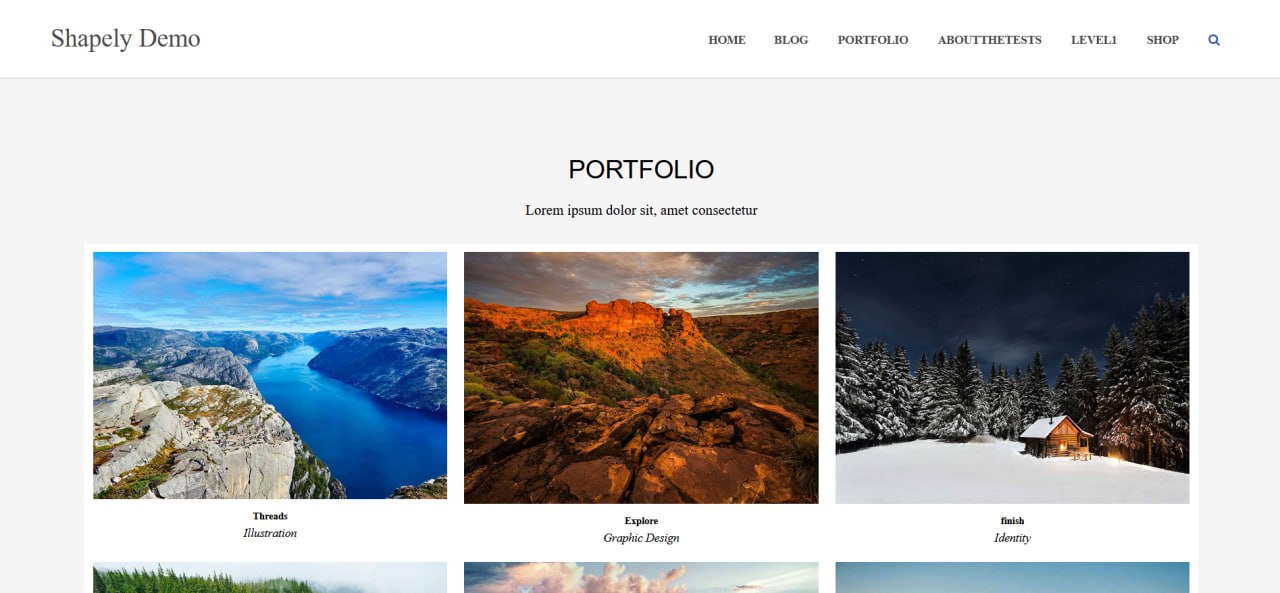 Shapely Demo
HOME BLOG PORTFOLIO ABOUTTHETESTS LEVEL1 SHOP
PORTFOLIO
Lorem ipsum dolor sit, amet consectetur
Threads
Illustration
Explore
Graphic Design
finish
Identity